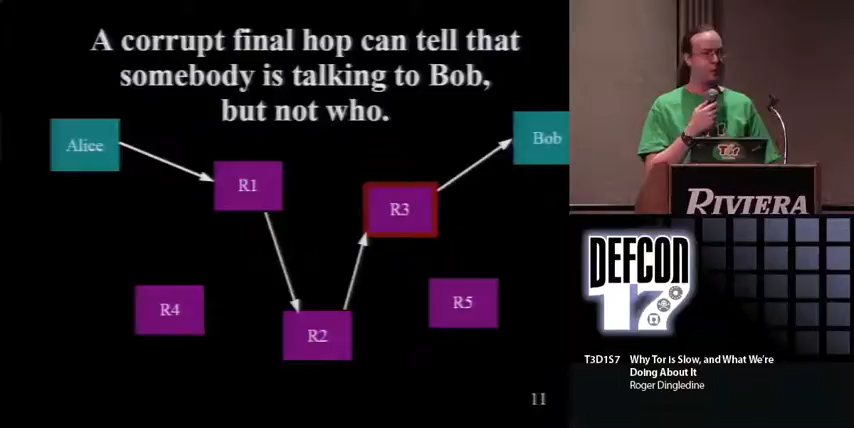 A corrupt final hop can tell that
somebody is talking to Bob,
but not who.
Alice
Bob
R1
R3
R4
R5
R2
11
Tor
RIVIERA
DEFCON
17
T3D1S7 Why Tor is Slow, and What We're
Doing About It
Roger Dingledine